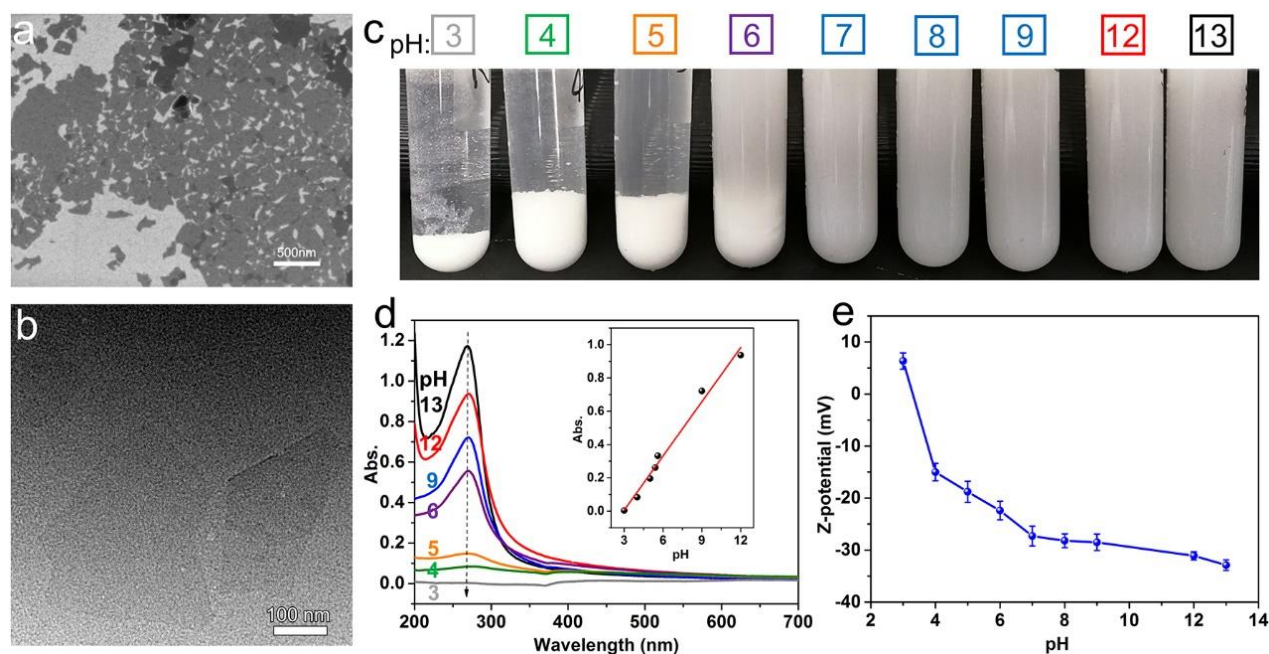 a
500nm
b
100 nm
c pH: 3 4 5 6 7 8 9 12 13
d
1.2
1.0
0.8
0.6
0.4
0.2
0.0
Abs.
pH
13
12
9
6
5
4
3
200 300 400 500 600 700
Wavelength (nm)
1.0
0.8
0.6
0.4
0.2
0.0
Abs.
3 6 9 12
pH
e
10
0
-10
-20
-30
-40
Z-potential (mV)
2 4 6 8 10 12 14
pH